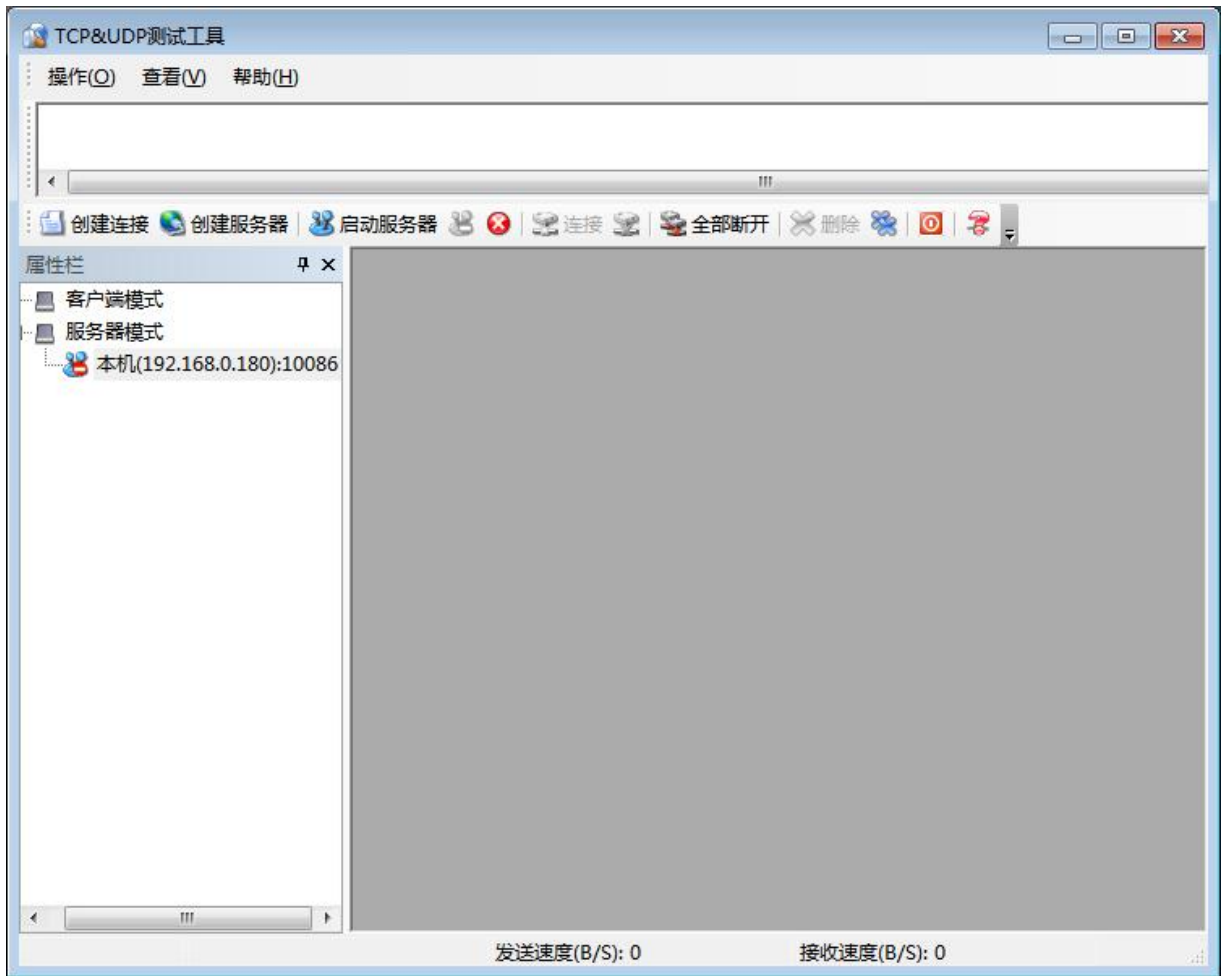 TCP&UDP测试工具
操作(O) 查看(V) 帮助(H)
创建连接 创建服务器 启动服务器 连接 全部断开 删除
属性栏
客户端模式
服务器模式
本机(192.168.0.180):10086
发送速度(B/S): 0 接收速度(B/S): 0